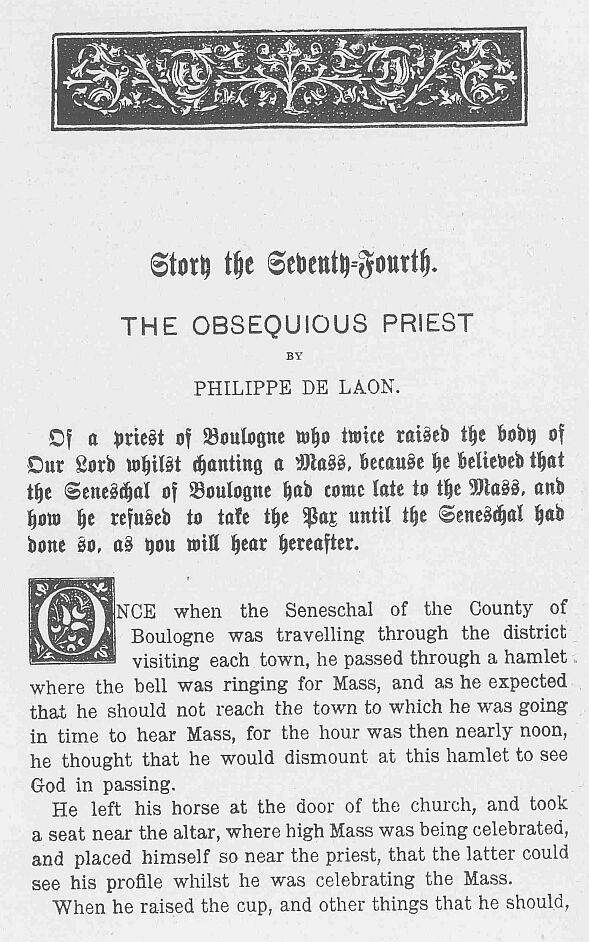 Story the Seventy-Fourth.
THE OBSEQUIOUS PRIEST
BY
PHILIPPE DE LAON.
Of a priest of Boulogne who twice raised the body of
Our Lord whilst chanting a Mass, because he believed that
the Seneschal of Boulogne had come late to the Mass, and
how he refused to take the Pax until the Seneschal had
done so, as you will hear hereafter.
ONCE when the Seneschal of the County of
Boulogne was travelling through the district
visiting each town, he passed through a hamlet
where the bell was ringing for Mass, and as he expected
that he should not reach the town to which he was going
in time to hear Mass, for the hour was then nearly noon,
he thought that he would dismount at this hamlet to see
God in passing.
He left his horse at the door of the church, and took
a seat near the altar, where high Mass was being celebrated,
and placed himself so near the priest, that the latter could
see his profile whilst he was celebrating the Mass.
When he raised the cup, and other things that he should,